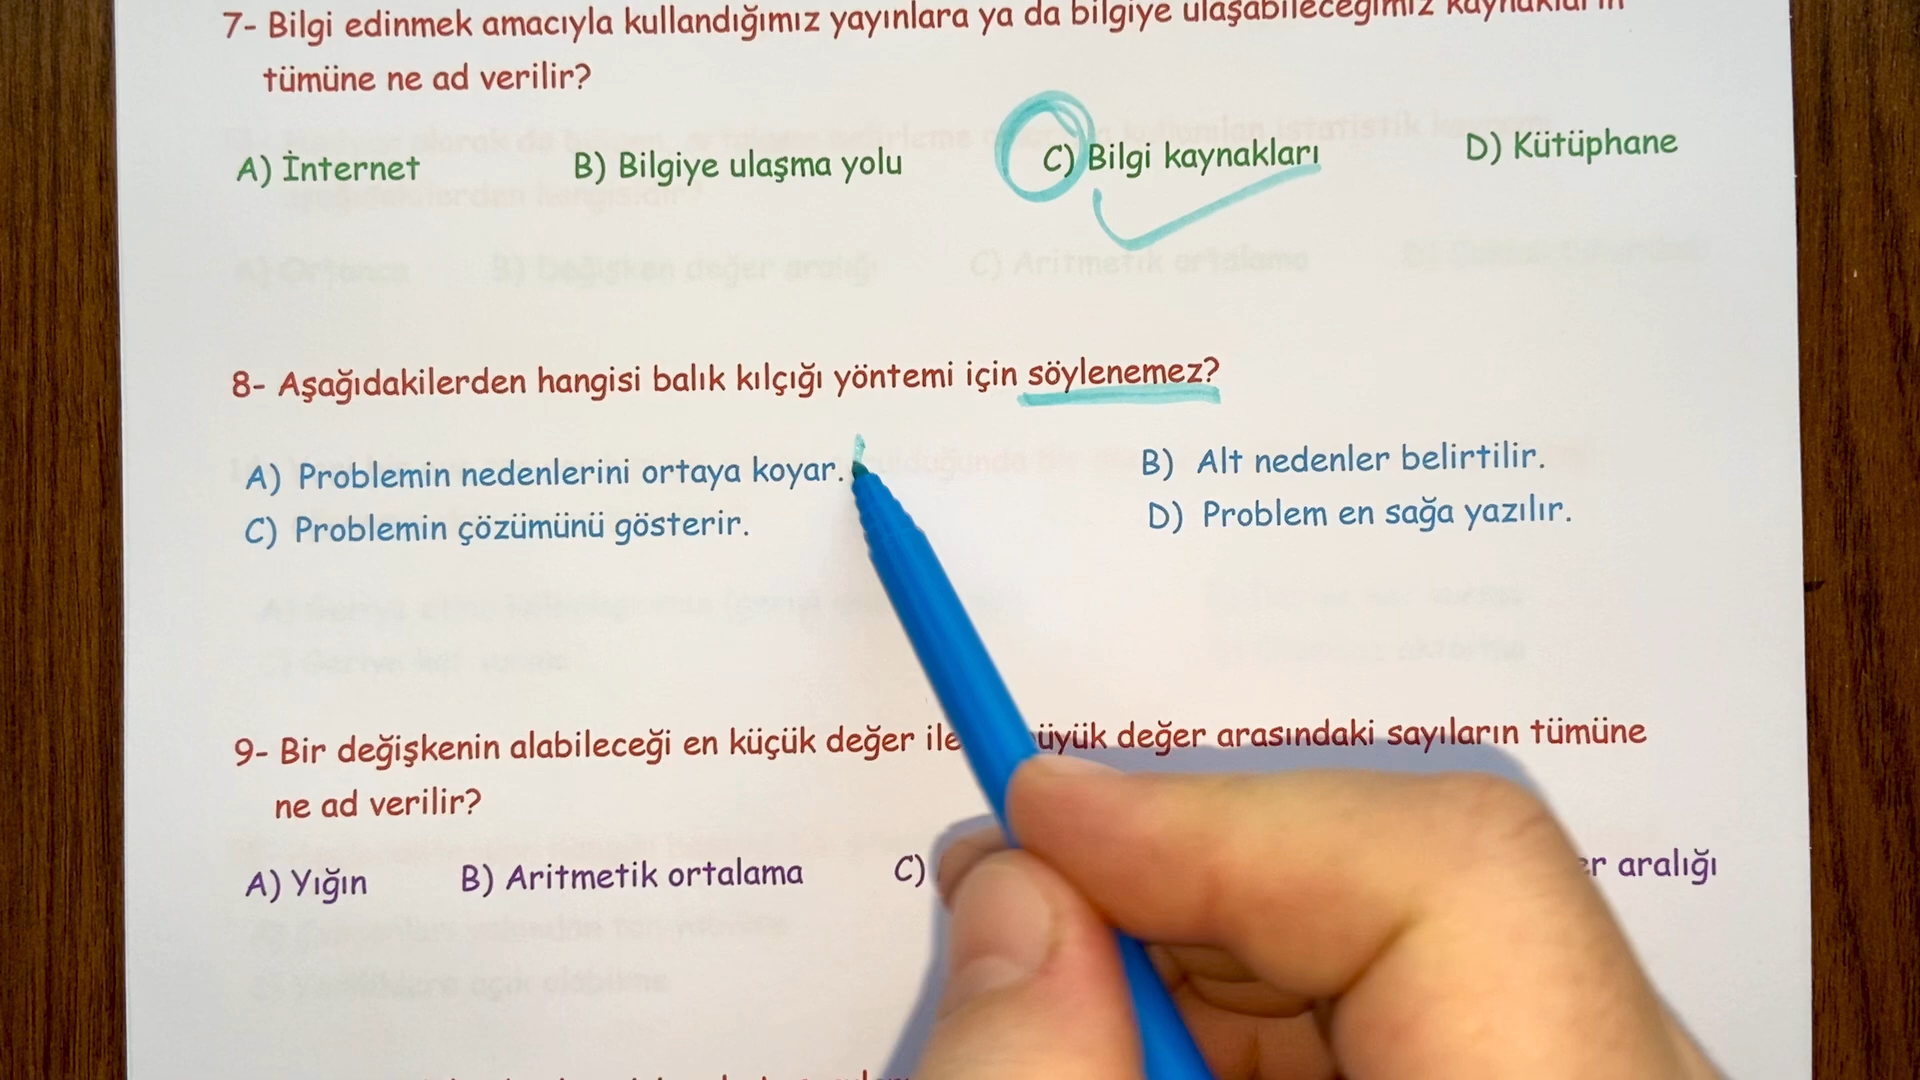 7- Bilgi edinmek amacıyla kullandığımız yayınlara ya da bilgiye ulaşabileceğimiz kaynakların
tümüne ne ad verilir?
A) İnternet B) Bilgiye ulaşma yolu C) Bilgi kaynakları D) Kütüphane
8- Aşağıdakilerden hangisi balık kılçığı yöntemi için söylenemez?
A) Problemin nedenlerini ortaya koyar. B) Alt nedenler belirtilir.
C) Problemin çözümünü gösterir. D) Problem en sağa yazılır.
9- Bir değişkenin alabileceği en küçük değer ile değer arasındaki sayıların tümüne
ne ad verilir?
A) Yığın B) Aritmetik ortalama C) aralığı